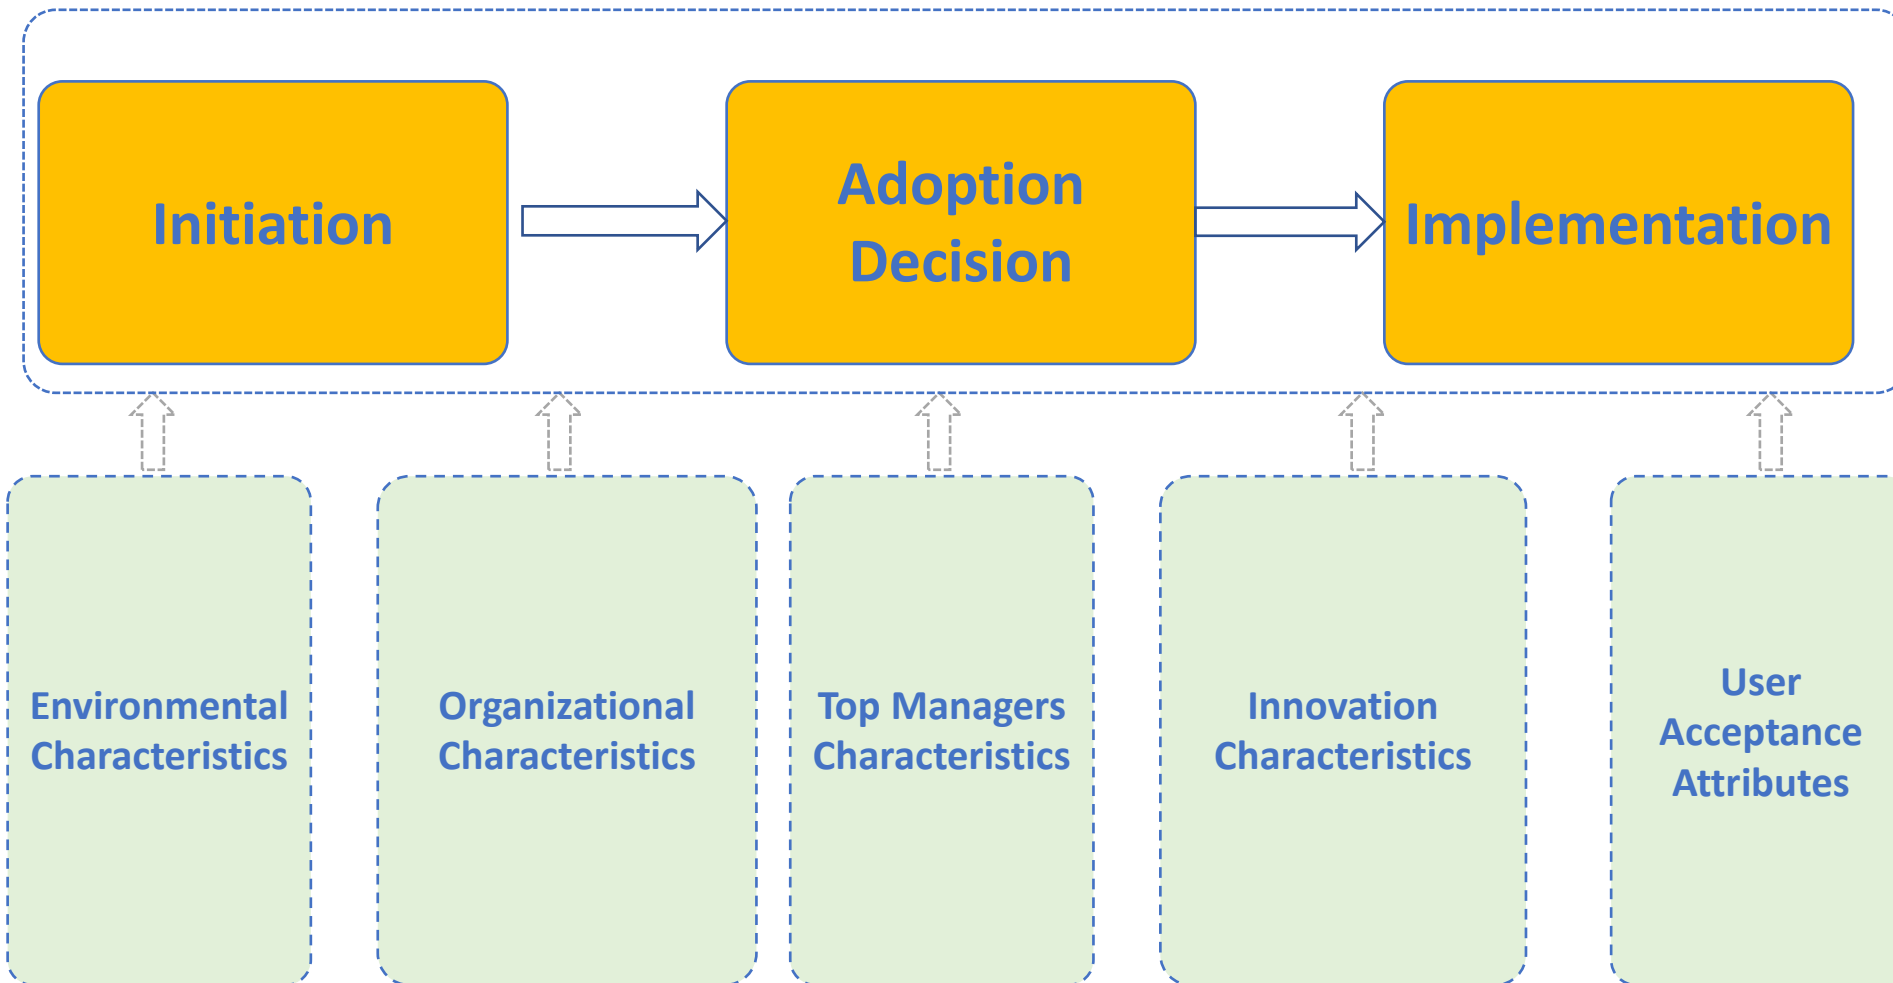 Initiation
Adoption
Decision
Implementation
Environmental
Characteristics
Organizational
Characteristics
Top Managers
Characteristics
Innovation
Characteristics
User
Acceptance
Attributes